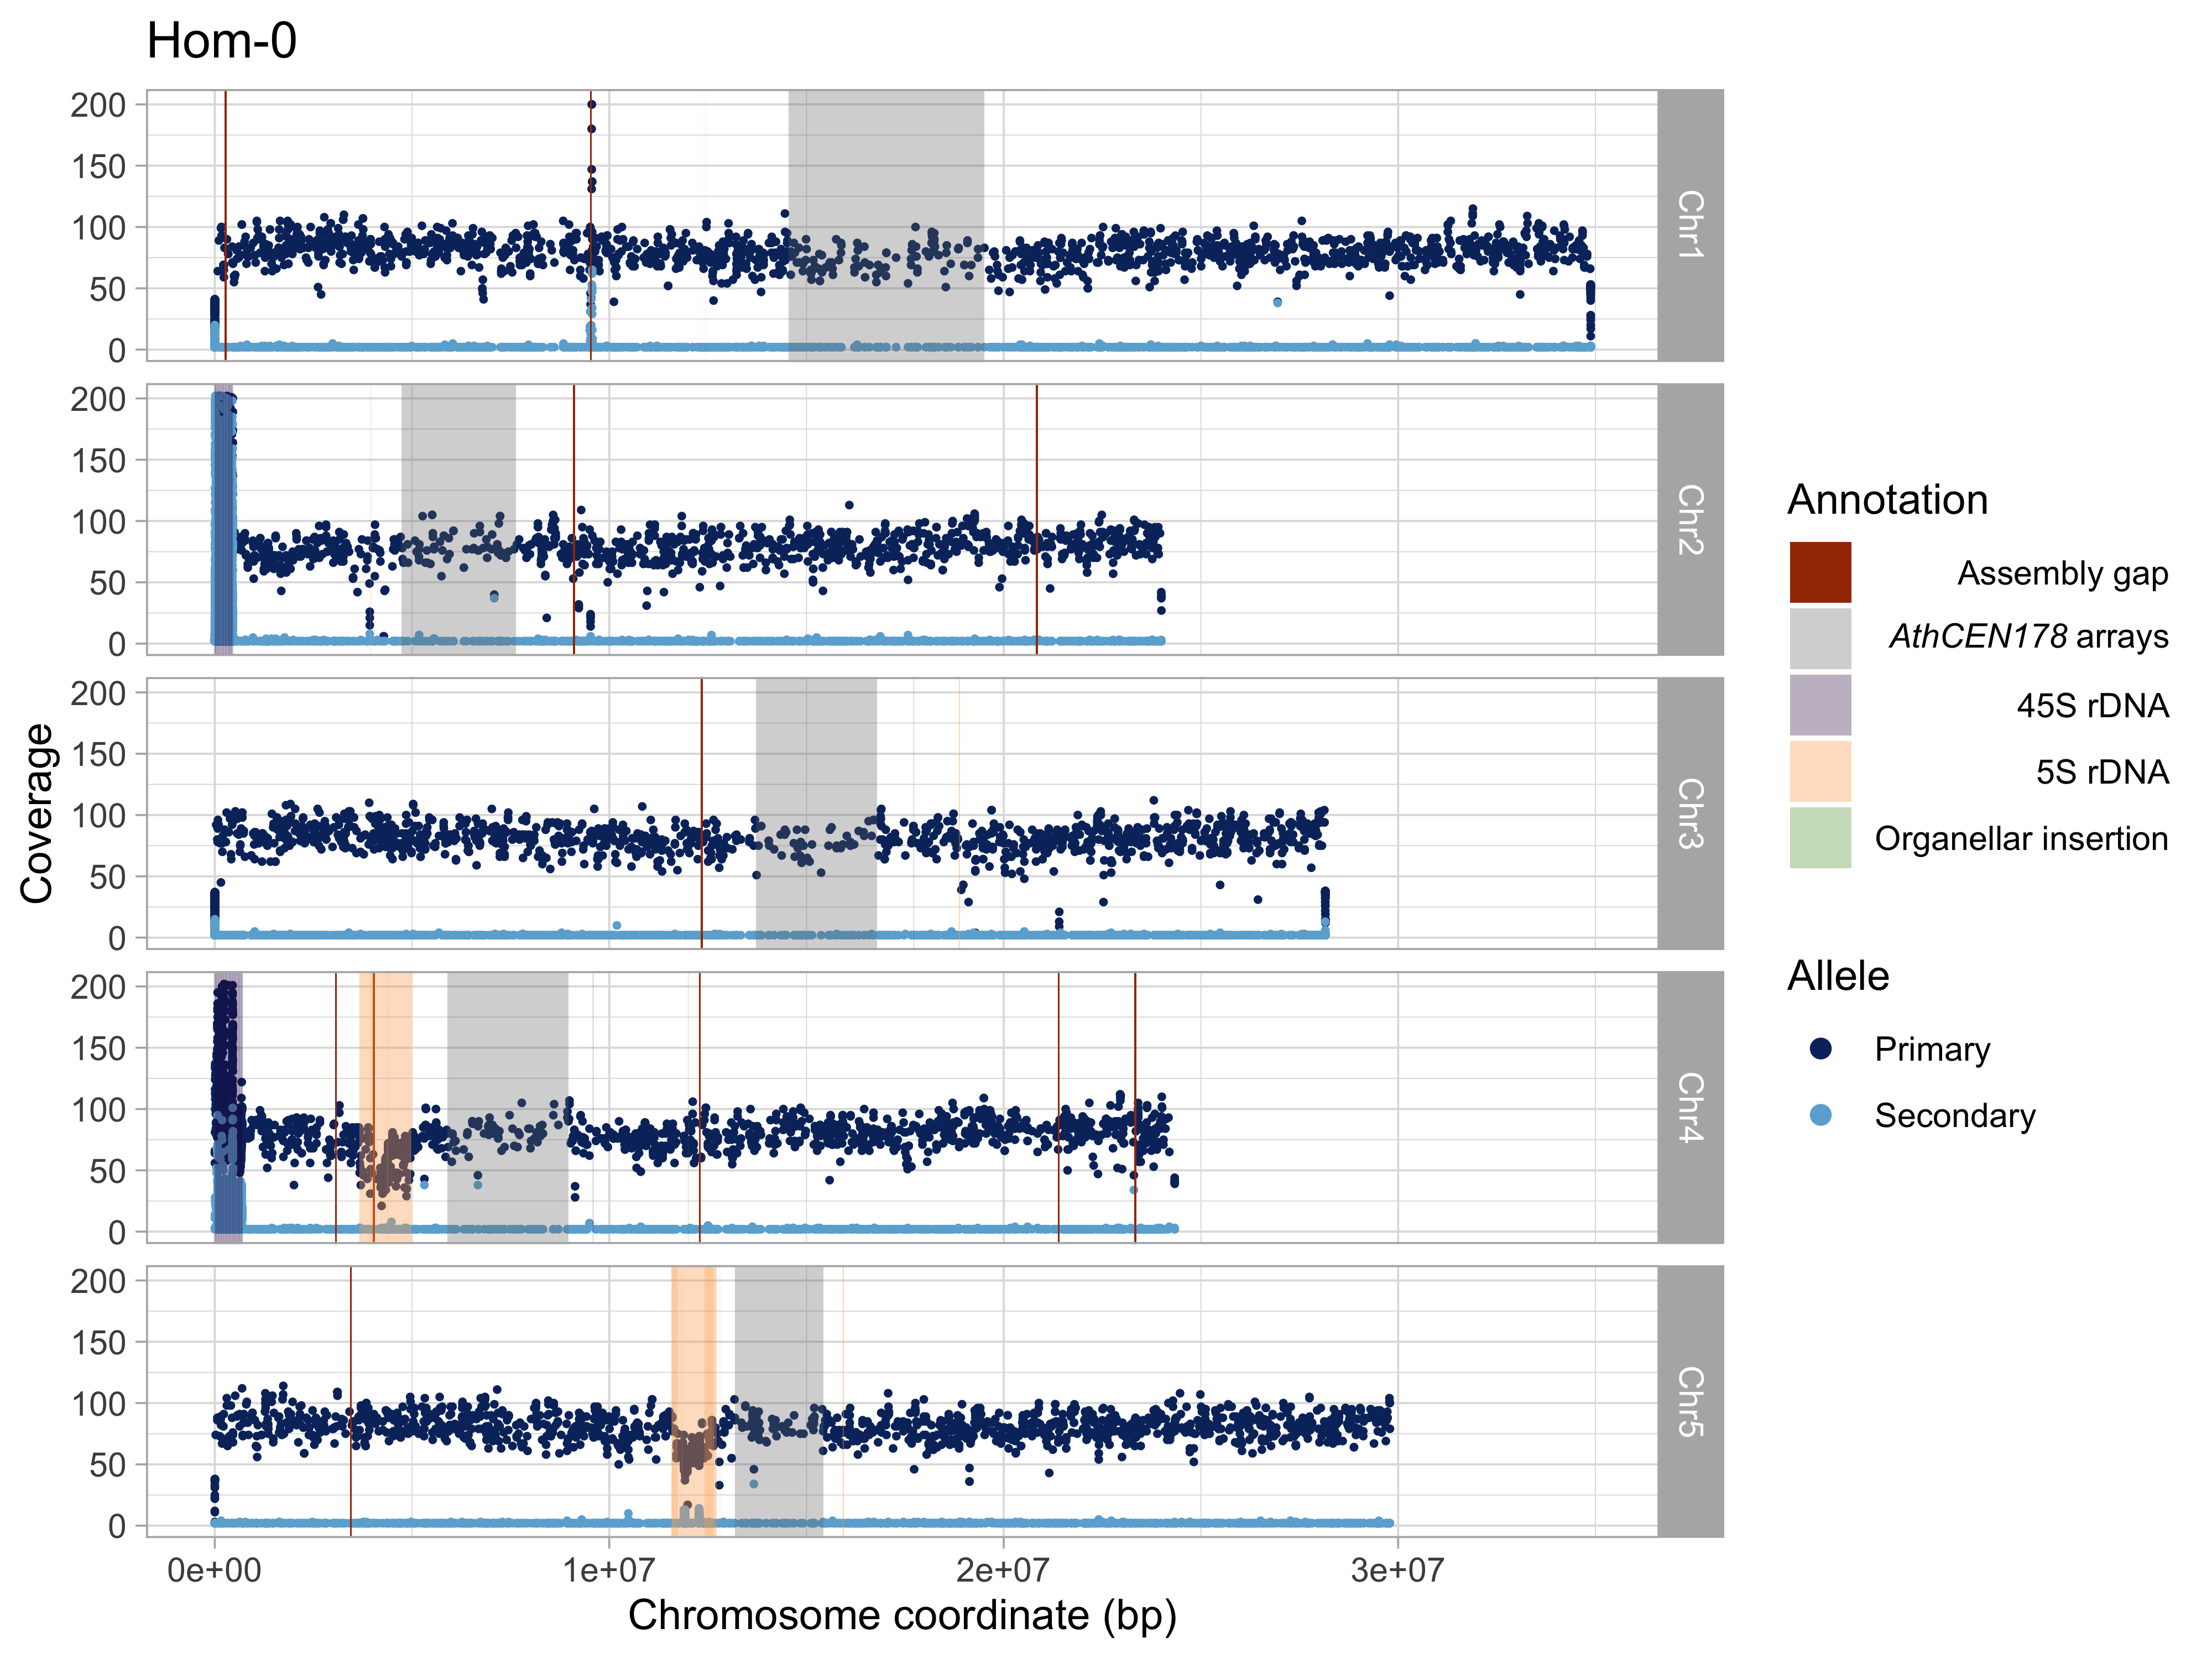 Hom-0
Coverage
200
150
100
50
0
Chr1
200
150
100
50
0
Chr2
200
150
100
50
0
Chr3
200
150
100
50
0
Chr4
200
150
100
50
0
Chr5
0e+00 1e+07 2e+07 3e+07
Chromosome coordinate (bp)
Annotation
Assembly gap
AthCEN178 arrays
45S rDNA
5S rDNA
Organellar insertion
Allele
Primary
Secondary